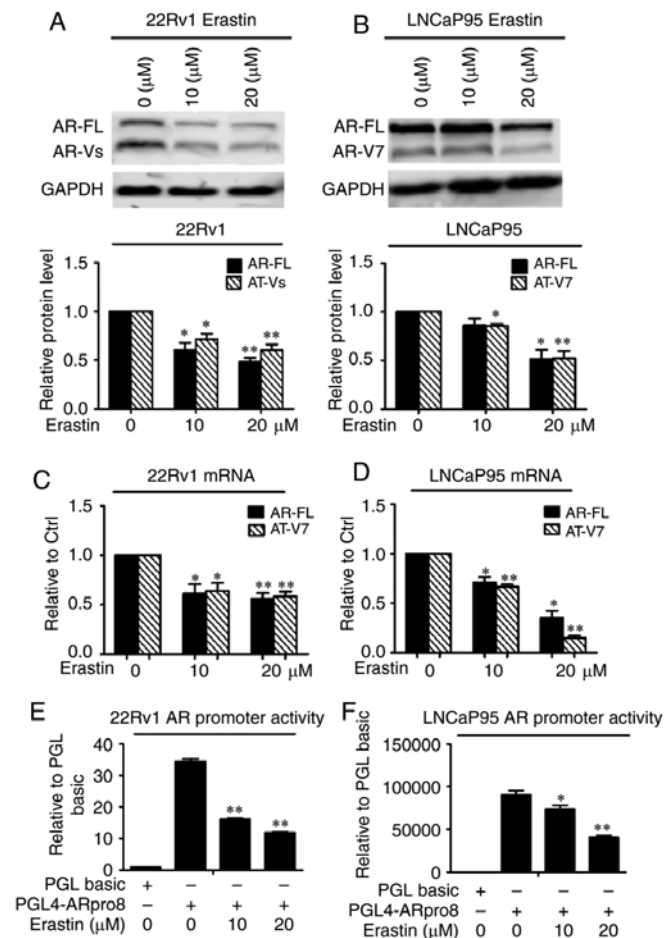 A
22Rv1 Erastin
0 (μM)
10 (μM)
20 (μM)
AR-FL
AR-Vs
GAPDH
22Rv1
Relative protein level
1.5
1.0
0.5
0.0
AR-FL
AT-Vs
* * ** **
Erastin 0 10 20 μM
B
LNCaP95 Erastin
0 (μM)
10 (μM)
20 (μM)
AR-FL
AR-V7
GAPDH
LNCaP95
Relative protein level
1.5
1.0
0.5
0.0
AR-FL
AT-V7
* * **
Erastin 0 10 20 μM
C
22Rv1 mRNA
Relative to Ctrl
1.5
1.0
0.5
0.0
AR-FL
AT-V7
* * ** **
Erastin 0 10 20 μM
D
LNCaP95 mRNA
Relative to Ctrl
1.5
1.0
0.5
0.0
AR-FL
AT-V7
* ** * **
Erastin 0 10 20 μM
E
22Rv1 AR promoter activity
Relative to PGL
basic
40
30
20
10
0
** **
PGL basic + − − −
PGL4-ARpro8 − + + +
Erastin (μM) 0 0 10 20
F
LNCaP95 AR promoter activity
Relative to PGL basic
150000
100000
50000
0
* **
PGL basic + − − −
PGL4-ARpro8 − + + +
Erastin (μM) 0 0 10 20